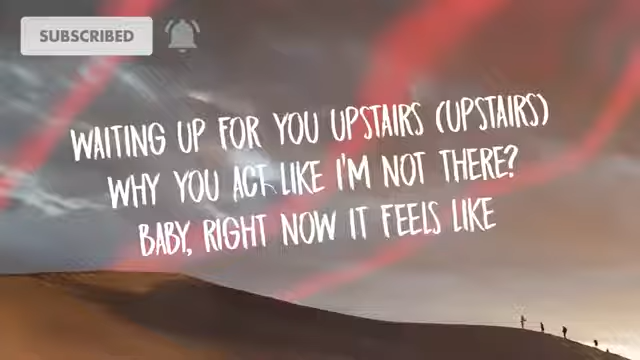 SUBSCRIBED
WAITING UP FOR YOU UPSTAIRS (UPSTAIRS)
WHY YOU ACT LIKE I'M NOT THERE?
BABY, RIGHT NOW IT FEELS LIKE